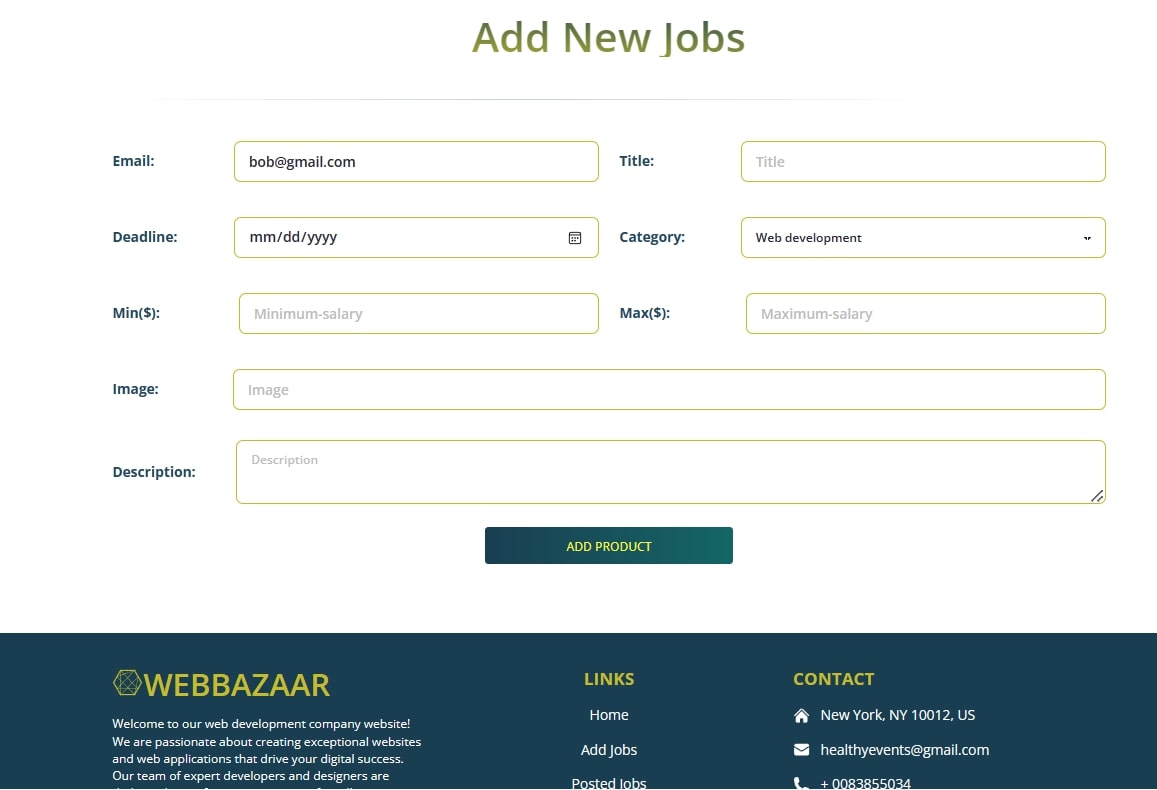 Add New Jobs
Email: bob@gmail.com Title: Title
Deadline: mm/dd/yyyy Category: Web development
Min($): Minimum-salary Max($): Maximum-salary
Image: Image
Description: Description
ADD PRODUCT
WEBBAZAAR LINKS CONTACT
Welcome to our web development company website! Home New York, NY 10012, US
We are passionate about creating exceptional websites
and web applications that drive your digital success. Add Jobs healthyevents@gmail.com
Our team of expert developers and designers are Posted Jobs + 0083855034